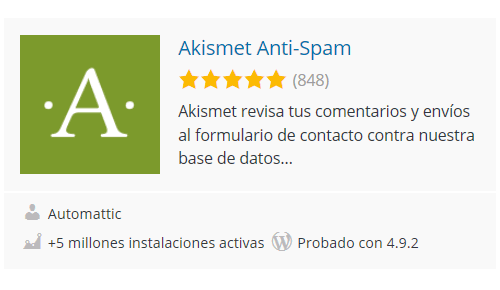 ·A·
Akismet Anti-Spam
(848)
Akismet revisa tus comentarios y envíos
al formulario de contacto contra nuestra
base de datos...
Automattic
+5 millones instalaciones activas
Probado con 4.9.2